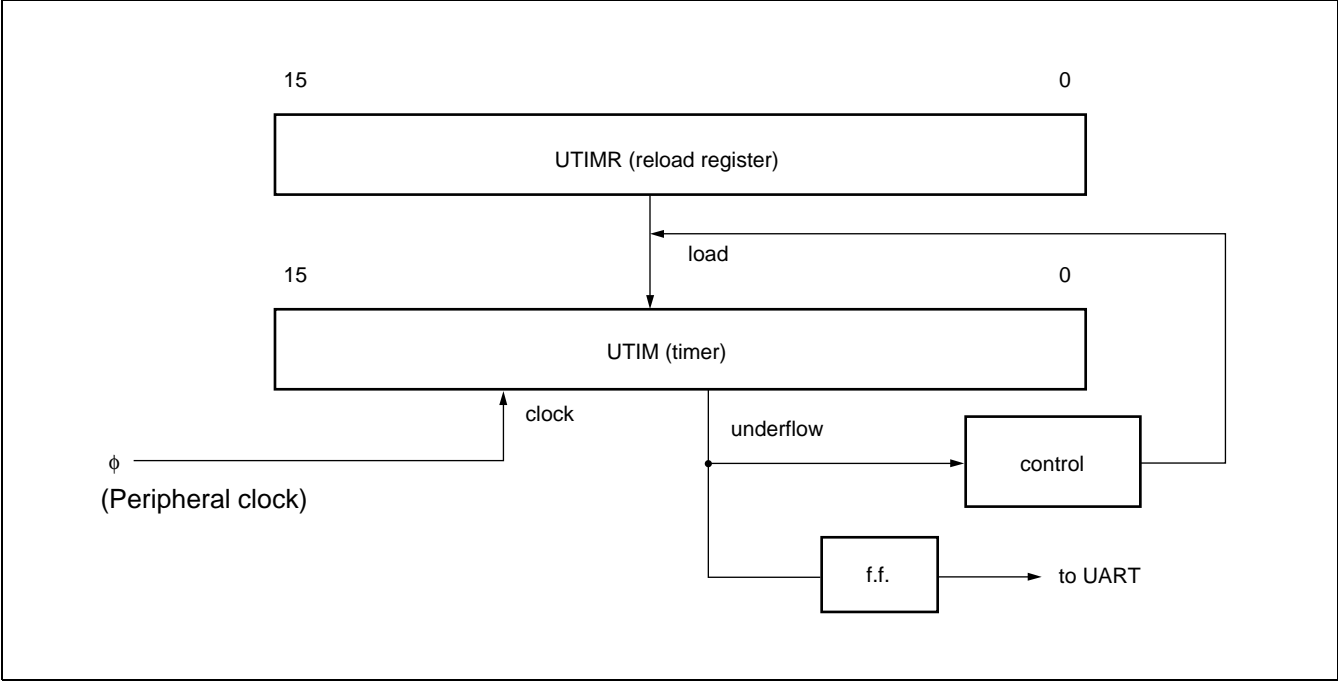 15 0
UTIMR (reload register)
load
15 0
UTIM (timer)
clock
underflow
ϕ
control
(Peripheral clock)
f.f.
to UART